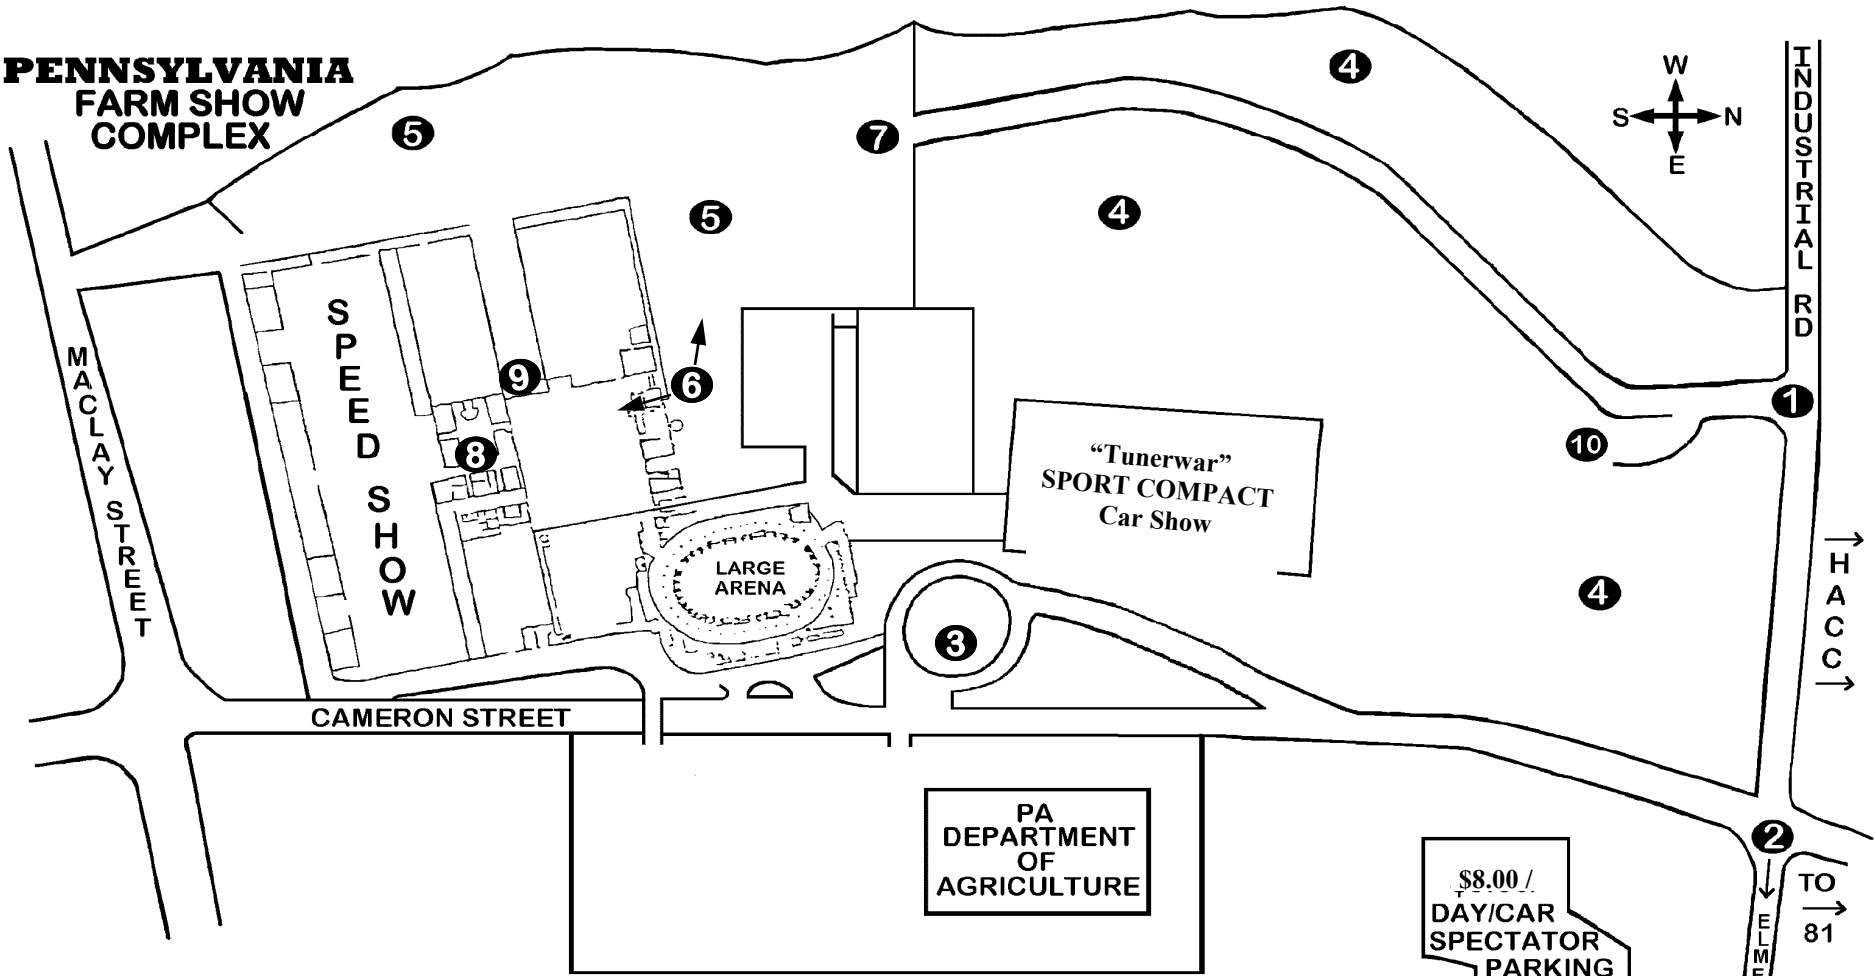 PENNSYLVANIA
FARM SHOW
COMPLEX
W
S N
E
INDUSTRIAL RD
4
5
7
5
4
MACLAY STREET
SPEED SHOW
9
6
1
10
8
“Tunerwar”
SPORT COMPACT
Car Show
LARGE
ARENA
4
HACC
3
CAMERON STREET
PA
DEPARTMENT
OF
AGRICULTURE
2
$8.00 /
DAY/CAR
SPECTATOR
PARKING
TO
81
ELME